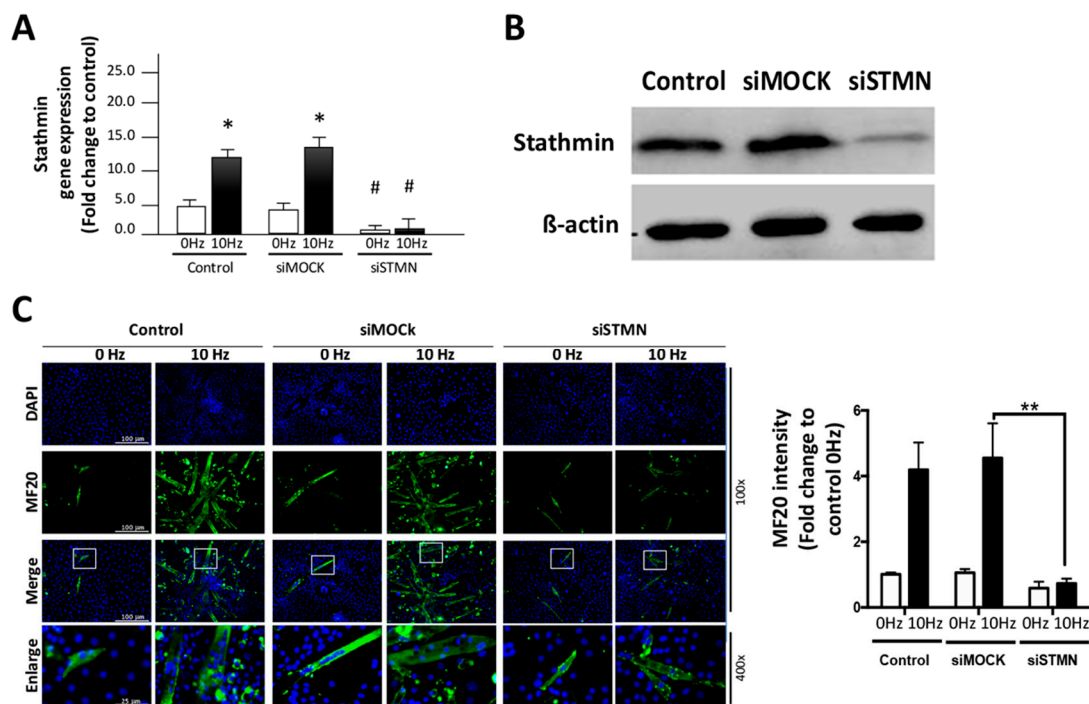 A
Stathmin
gene expression
(Fold change to control)
25.0
20.0
15.0
10.0
5.0
0.0
*
*
#
#
0Hz 10Hz
0Hz 10Hz
0Hz 10Hz
Control
siMOCK
siSTMN
B
Control siMOCK siSTMN
Stathmin
ß-actin
C
Control
siMOCk
siSTMN
0 Hz 10 Hz
0 Hz 10 Hz
0 Hz 10 Hz
DAPI
100 µm
MF20
100 µm
Merge
100 µm
Enlarge
25 µm
100x
400x
MF20 intensity
(Fold change to
control 0Hz)
6
4
2
0
**
0Hz 10Hz 0Hz 10Hz 0Hz 10Hz
Control siMOCK siSTMN